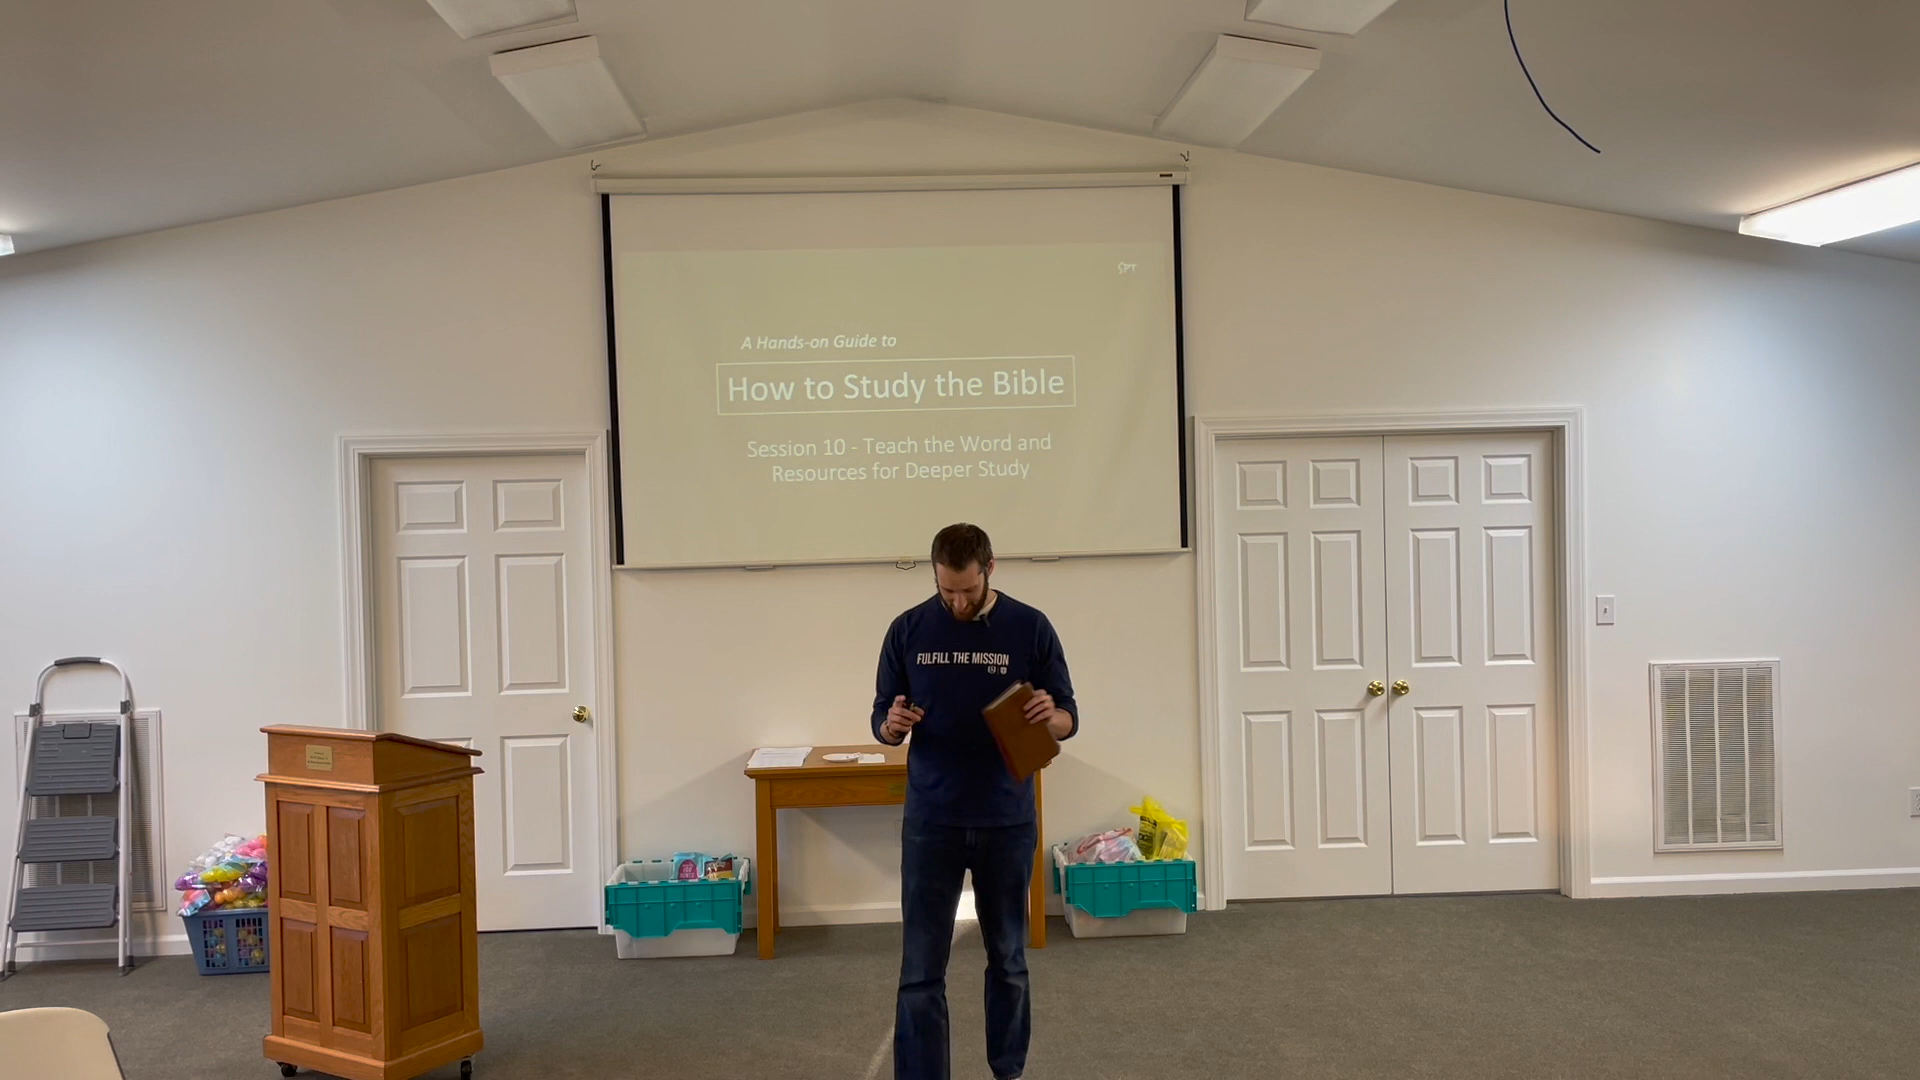 SPT
A Hands-on Guide to
How to Study the Bible
Session 10 - Teach the Word and
Resources for Deeper Study
FULFILL THE MISSION